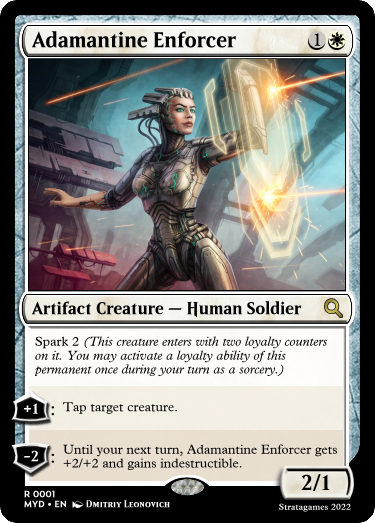 Adamantine Enforcer 1
Artifact Creature — Human Soldier
Spark 2 (This creature enters with two loyalty counters
on it. You may activate a loyalty ability of this
permanent once during your turn as a sorcery.)
+1: Tap target creature.
-2: Until your next turn, Adamantine Enforcer gets
+2/+2 and gains indestructible.
2/1
R 0001
MYD • EN Dmitriy Leonovich
Stratagames 2022